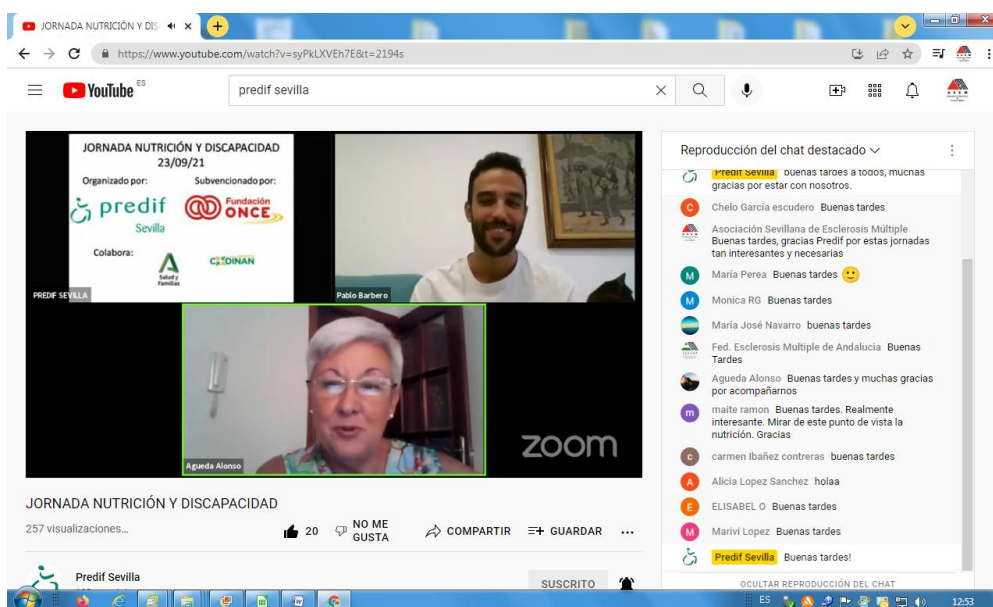 JORNADA NUTRICIÓN Y DIS
https://www.youtube.com/watch?v=syPkLXVEh7E&t=2194s
YouTube ES
predif sevilla
JORNADA NUTRICIÓN Y DISCAPACIDAD
23/09/21
Organizado por:
Subvencionado por:
predif
Sevilla
Fundación
ONCE
Colabora:
Salud y
Familias
CODINAN
PREDIF SEVILLA
Pablo Barbero
Agueda Alonso
zoom
JORNADA NUTRICIÓN Y DISCAPACIDAD
257 visualizaciones...
20
NO ME
GUSTA
COMPARTIR
GUARDAR
Predif Sevilla
SUSCRITO
Reproducción del chat destacado
Predif Sevilla buenas tardes a todos, muchas
gracias por estar con nosotros.
Chelo García escudero Buenas tardes
Asociación Sevillana de Esclerosis Múltiple
Buenas tardes, gracias Predif por estas jornadas
tan interesantes y necesarias
María Perea Buenas tardes
Monica RG Buenas tardes
María José Navarro buenas tardes
Fed. Esclerosis Multiple de Andalucia Buenas
Tardes
Agueda Alonso Buenas tardes y muchas gracias
por acompañarnos
maite ramon Buenas tardes. Realmente
interesante. Mirar de este punto de vista la
nutrición. Gracias
carmen Ibañez contreras buenas tardes
Alicia Lopez Sanchez holaa
ELISABEL O Buenas tardes
Marivi Lopez Buenas tardes
Predif Sevilla Buenas tardes!
OCULTAR REPRODUCCIÓN DEL CHAT
ES
12:53